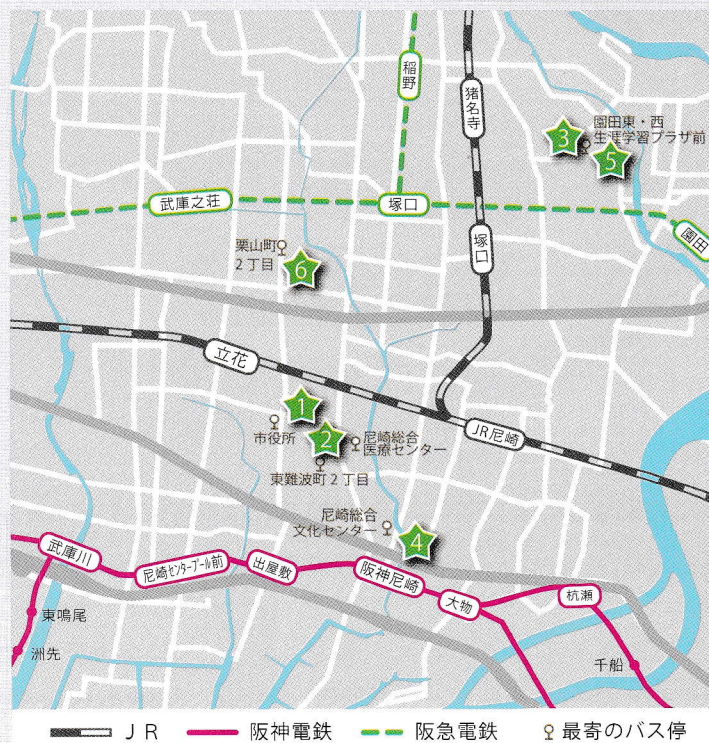 稲野
猪名寺
園田東・西
生涯学習プラザ前
3
5
武庫之荘
塚口
園田
塚口
栗山町
2丁目
6
立花
1
市役所
2
尼崎総合
医療センター
東難波町2丁目
JR尼崎
尼崎総合
文化センター
4
武庫川
尼崎センタープール前
出屋敷
阪神尼崎
大物
杭瀬
東鳴尾
洲先
千船
JR
阪神電鉄
阪急電鉄
最寄のバス停